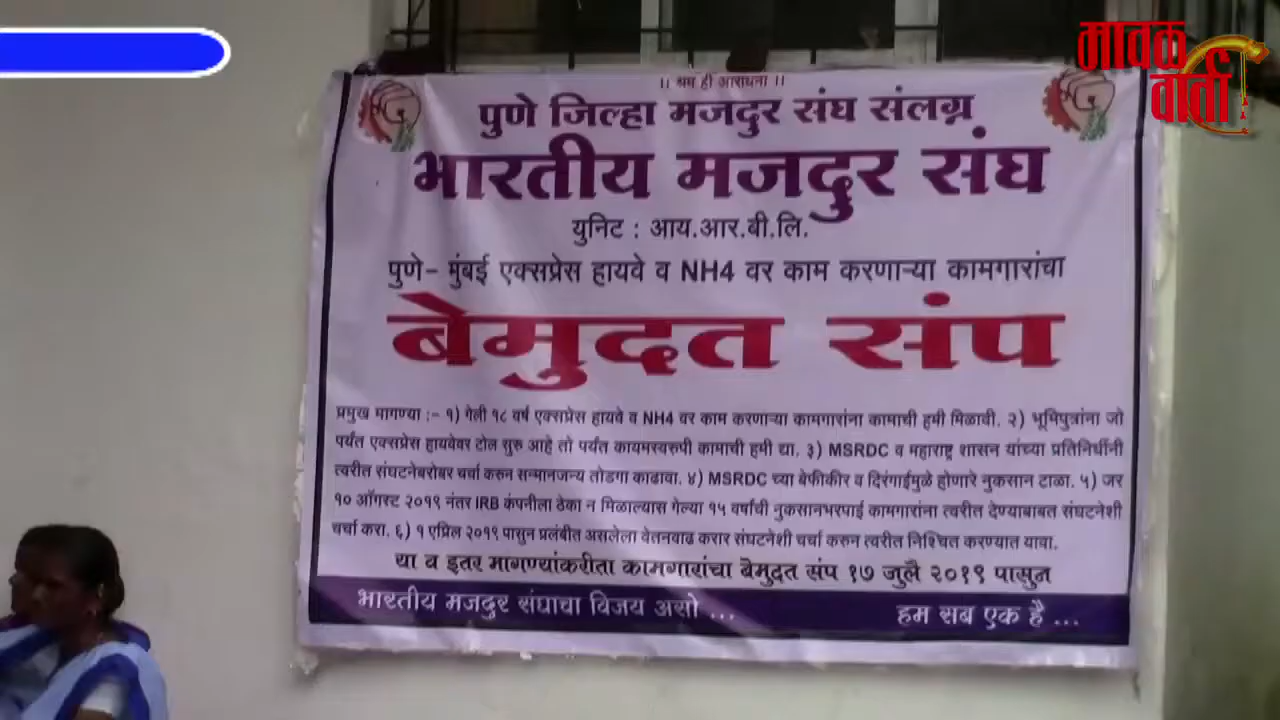 मावळ
वार्ता
।। श्रम ही आराधना ।।
पुणे जिल्हा मजदुर संघ संलग्न
भारतीय मजदुर संघ
युनिट : आय.आर.बी.लि.
पुणे- मुंबई एक्सप्रेस हायवे व NH4 वर काम करणाऱ्या कामगारांचा
बेमुदत संप
प्रमुख मागण्या :- १) गेली १८ वर्ष एक्सप्रेस हायवे व NH4 वर काम करणाऱ्या कामगारांना कामाची हमी मिळावी. २) भूमिपुत्रांना जो
पर्यंत एक्सप्रेस हायवेवर टोल सुरु आहे तो पर्यंत कायमस्वरुपी कामाची हमी द्या. ३) MSRDC व महाराष्ट्र शासन यांच्या प्रतिनिधींनी
त्वरीत संघटनेबरोबर चर्चा करुन सन्मानजन्य तोडगा काढावा. ४) MSRDC च्या बेफीकीर व दिरंगाईमुळे होणारे नुकसान टाळा. ५) जर
१० ऑगस्ट २०१९ नंतर IRB कंपनीला ठेका न मिळाल्यास गेल्या १५ वर्षांची नुकसानभरपाई कामगारांना त्वरीत देण्याबाबत संघटनेशी
चर्चा करा. ६) १ एप्रिल २०१९ पासुन प्रलंबीत असलेला वेतनवाढ करार संघटनेशी चर्चा करुन त्वरीत निश्चित करण्यात यावा.
या व इतर मागण्यांकरीता कामगारांचा बेमुदत संप १७ जुलै २०१९ पासुन
भारतीय मजदुर संघाचा विजय असो ... हम सब एक है ...